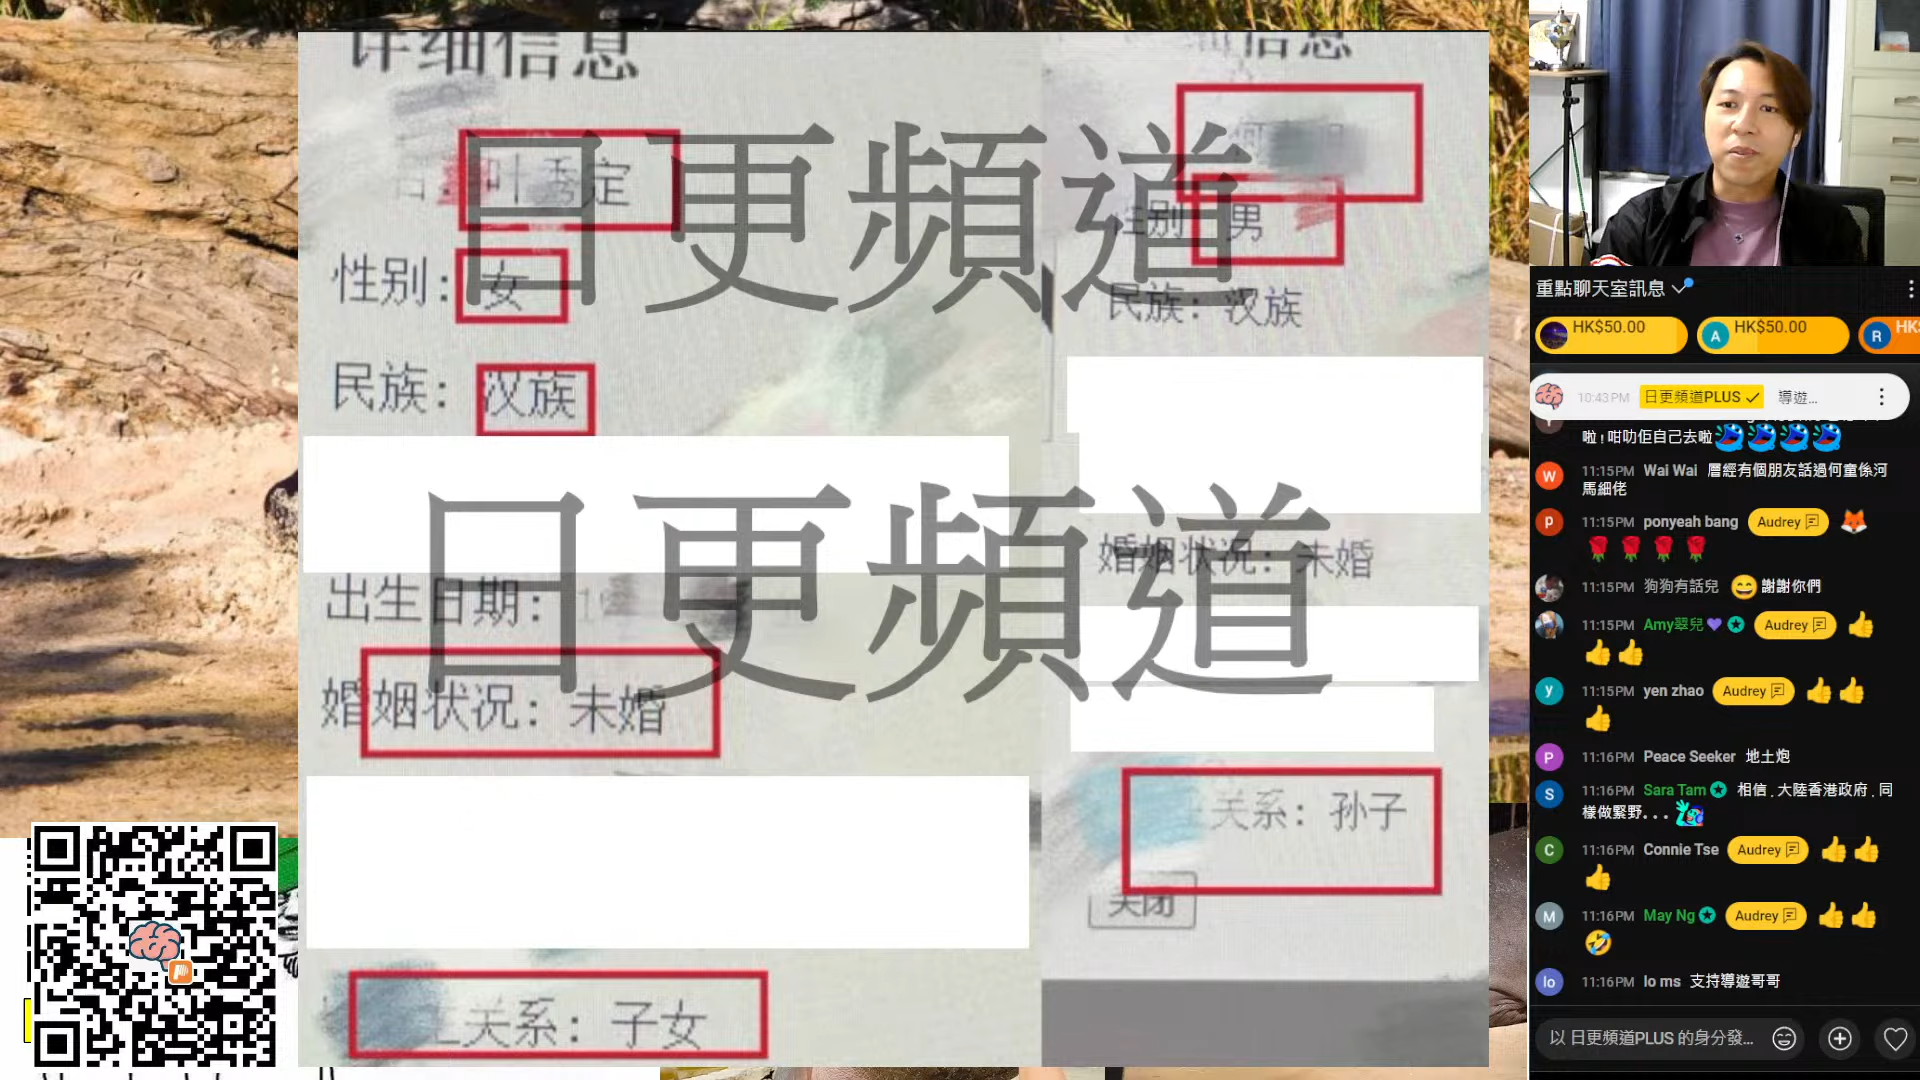 详细信息
叶秀定
性别：女
民族：汉族
出生日期：
婚姻状况：未婚
关系：子女
信息
性别：男
民族：汉族
婚姻状况：未婚
关系：孙子
关闭
日更頻道
日更頻道
重點聊天室訊息
HK$50.00
A HK$50.00
R HK$
10:43PM 日更頻道PLUS 導遊...
啦!咁叻佢自己去啦
W 11:15PM Wai Wai 層經有個朋友話過何童係河
馬細佬
p 11:15PM ponyeah bang Audrey
11:15PM 狗狗有話兒 謝謝你們
11:15PM Amy翠兒 Audrey
y 11:15PM yen zhao Audrey
P 11:16PM Peace Seeker 地土炮
S 11:16PM Sara Tam 相信,大陸香港政府,同
樣做緊野...
C 11:16PM Connie Tse Audrey
M 11:16PM May Ng Audrey
lo 11:16PM lo ms 支持導遊哥哥
以 日更頻道PLUS 的身分發...